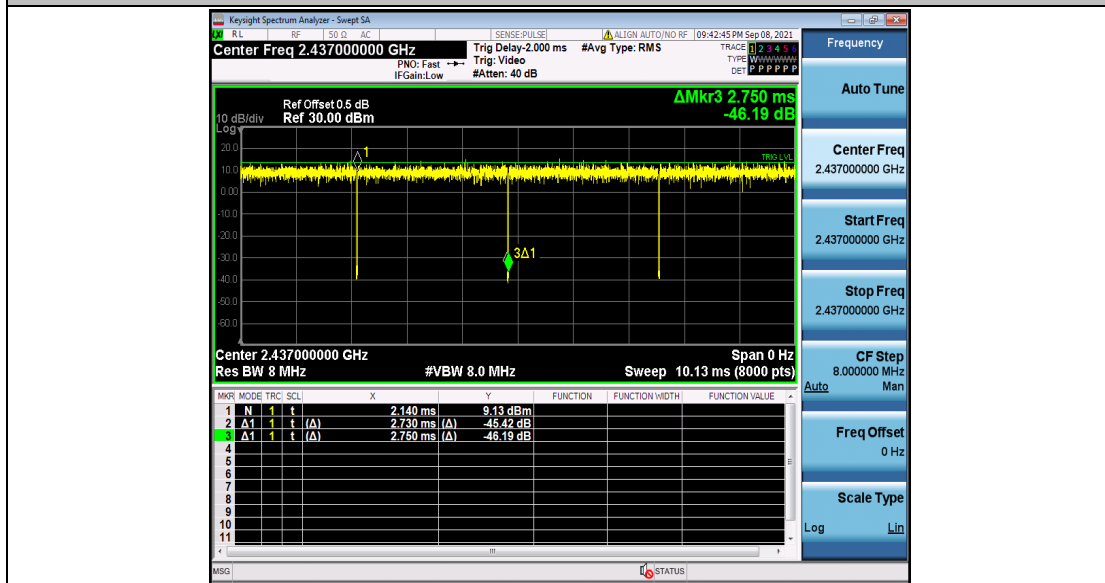 Keysight Spectrum Analyzer - Swept SA
LXI RL RF 50 Ω AC SENSE:PULSE ALIGN AUTO/NO RF 09:42:45 PM Sep 08, 2021
Center Freq 2.437000000 GHz
PNO: Fast
IFGain:Low
Trig Delay-2.000 ms
Trig: Video
#Atten: 40 dB
#Avg Type: RMS
TRACE 1 2 3 4 5 6
TYPE WWWWWW
DET P P P P P P
Ref Offset 0.5 dB
10 dB/div Ref 30.00 dBm
Log
ΔMkr3 2.750 ms
-46.19 dB
20.0
10.0
0.00
-10.0
-20.0
-30.0
-40.0
-50.0
-60.0
1
TRIG LVL
3Δ1
Center 2.437000000 GHz Span 0 Hz
Res BW 8 MHz #VBW 8.0 MHz Sweep 10.13 ms (8000 pts)
MKR MODE TRC SCL X Y FUNCTION FUNCTION WIDTH FUNCTION VALUE
1 N 1 t 2.140 ms 9.13 dBm
2 Δ1 1 t (Δ) 2.730 ms (Δ) -45.42 dB
3 Δ1 1 t (Δ) 2.750 ms (Δ) -46.19 dB
4
5
6
7
8
9
10
11
MSG STATUS
Frequency
Auto Tune
Center Freq
2.437000000 GHz
Start Freq
2.437000000 GHz
Stop Freq
2.437000000 GHz
CF Step
8.000000 MHz
Auto Man
Freq Offset
0 Hz
Scale Type
Log Lin